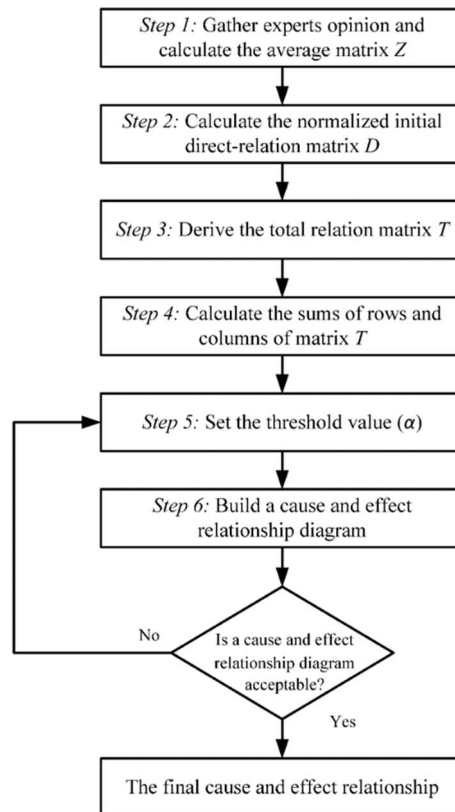 Step 1: Gather experts opinion and
calculate the average matrix Z
Step 2: Calculate the normalized initial
direct-relation matrix D
Step 3: Derive the total relation matrix T
Step 4: Calculate the sums of rows and
columns of matrix T
Step 5: Set the threshold value (α)
Step 6: Build a cause and effect
relationship diagram
No
Is a cause and effect
relationship diagram
acceptable?
Yes
The final cause and effect relationship